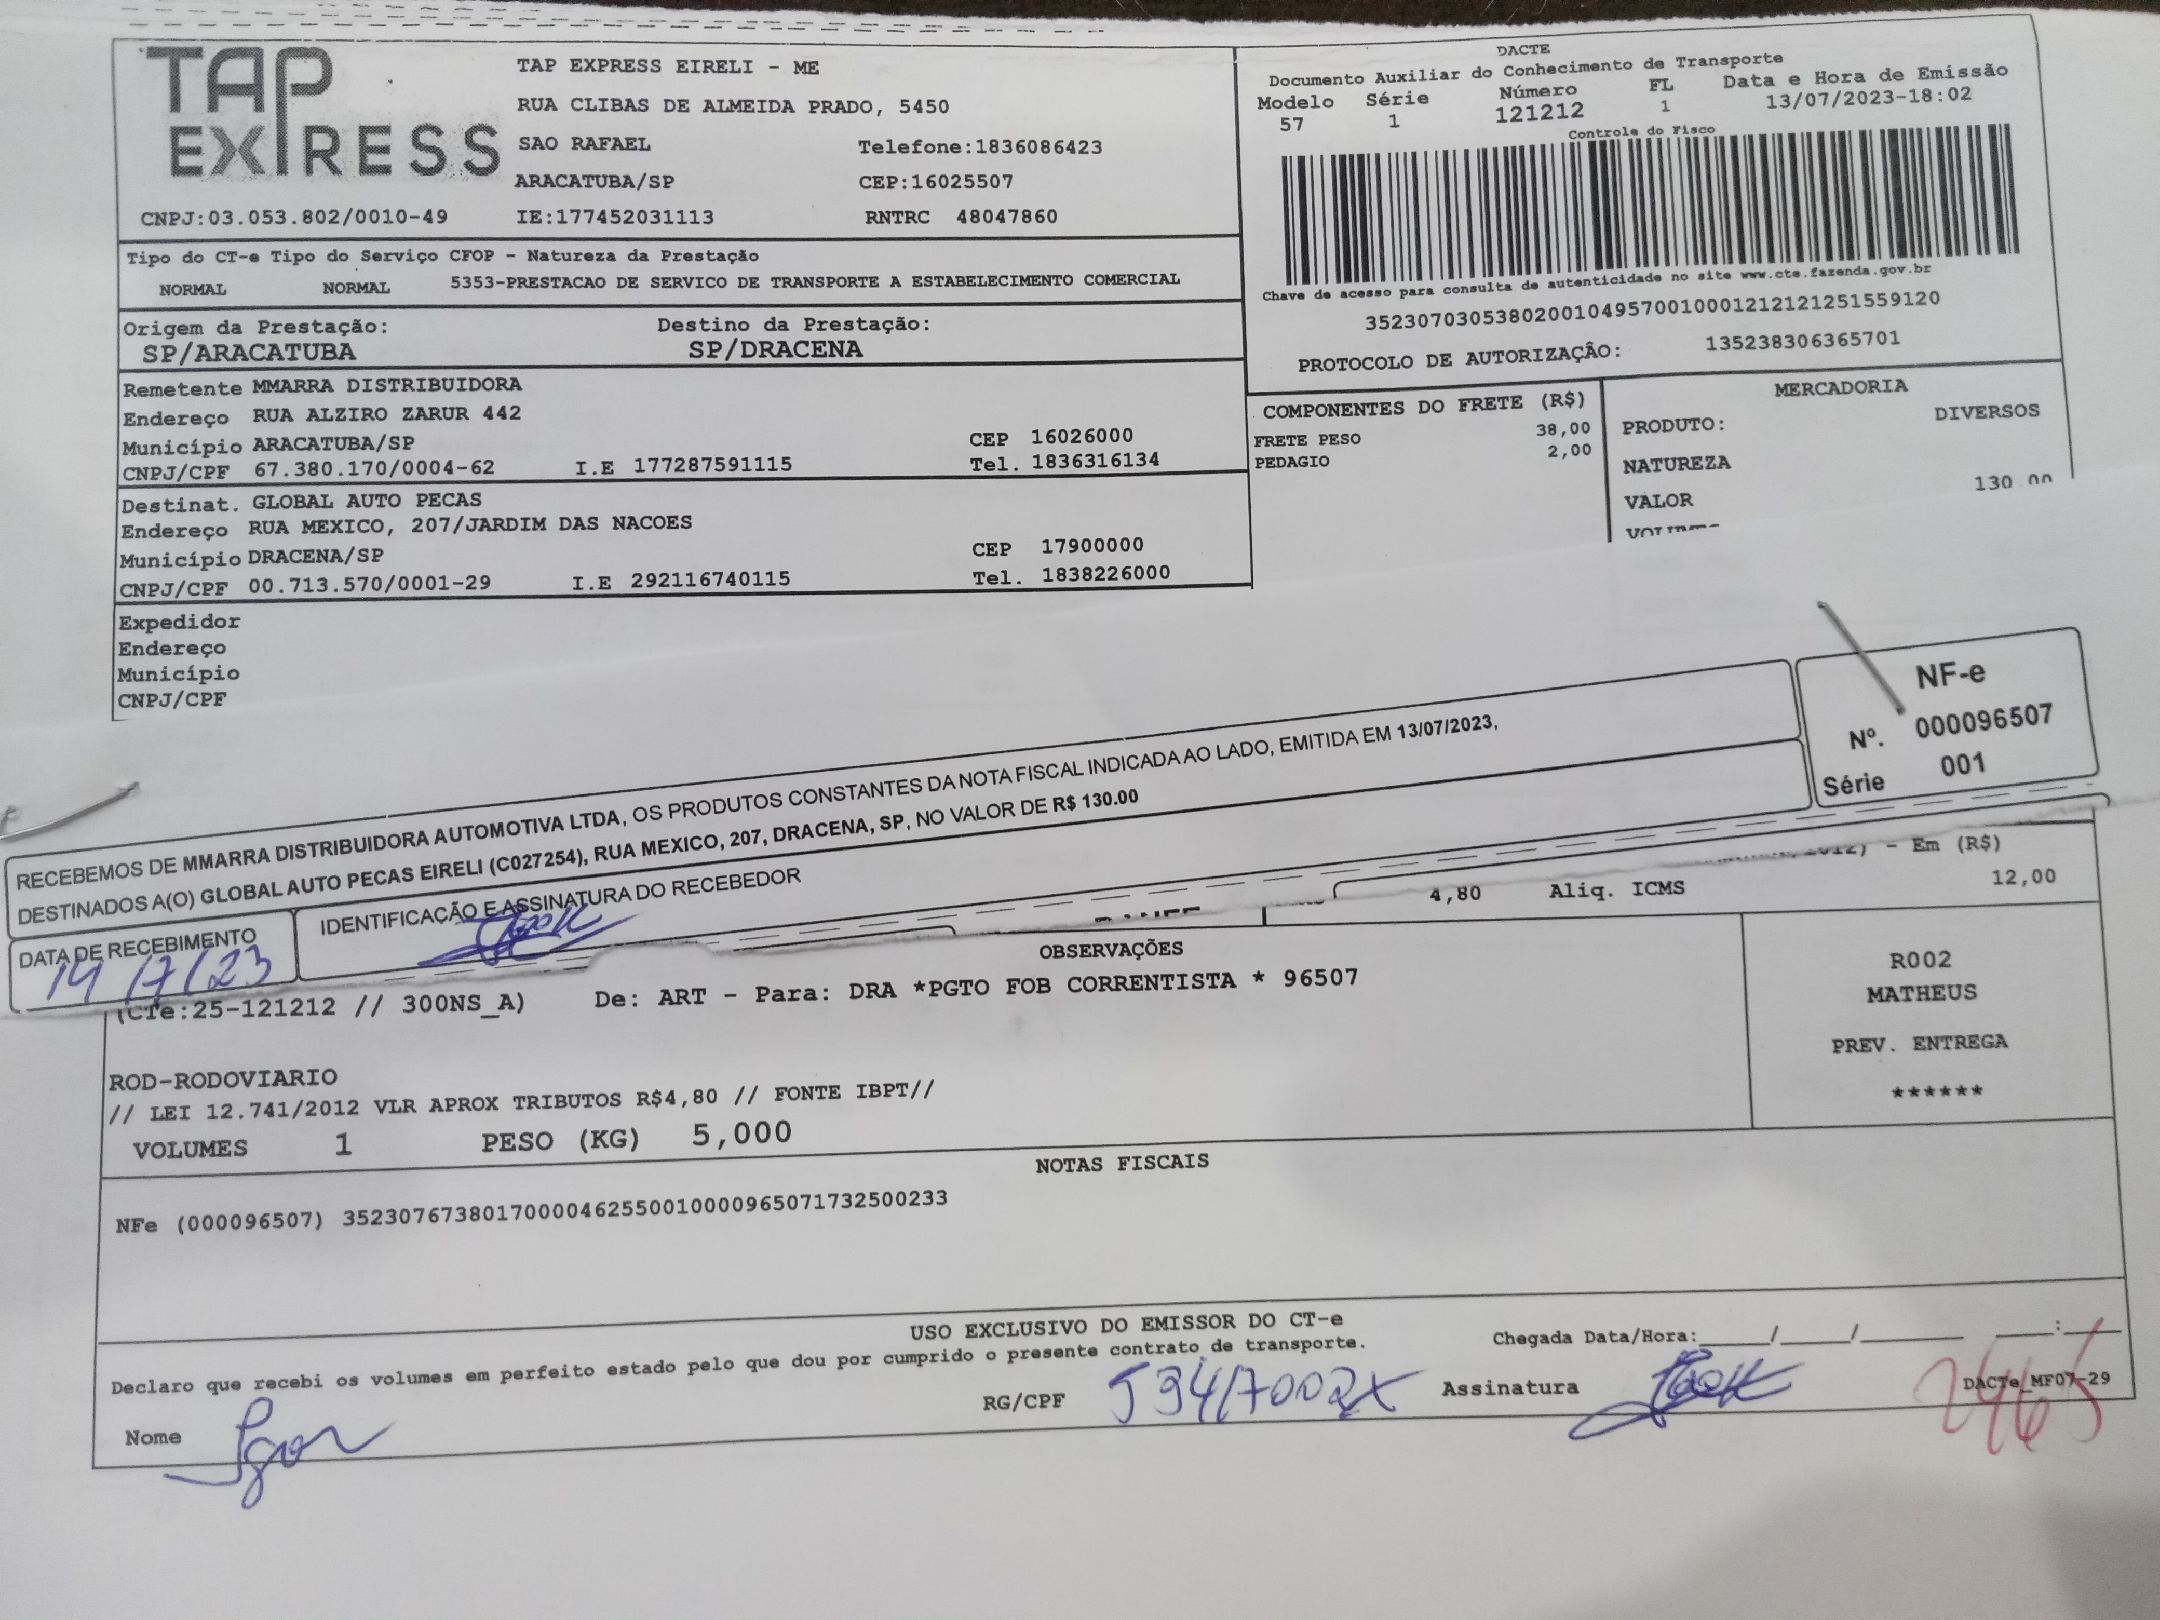 TAP EXPRESS
TAP EXPRESS EIRELI - ME
RUA CLIBAS DE ALMEIDA PRADO, 5450
SAO RAFAEL Telefone:1836086423
ARACATUBA/SP CEP:16025507
CNPJ:03.053.802/0010-49 IE:177452031113 RNTRC 48047860
DACTE
Documento Auxiliar do Conhecimento de Transporte
Modelo Série Número FL Data e Hora de Emissão
57 1 121212 1 13/07/2023-18:02
Controle do Fisco
Chave de acesso para consulta de autenticidade no site www.cte.fazenda.gov.br
35230703053802001049570010001212121251559120
PROTOCOLO DE AUTORIZAÇÃO: 135238306365701
Tipo do CT-e Tipo do Serviço CFOP - Natureza da Prestação
NORMAL NORMAL 5353-PRESTACAO DE SERVICO DE TRANSPORTE A ESTABELECIMENTO COMERCIAL
Origem da Prestação: Destino da Prestação:
SP/ARACATUBA SP/DRACENA
Remetente MMARRA DISTRIBUIDORA
Endereço RUA ALZIRO ZARUR 442
Município ARACATUBA/SP CEP 16026000
CNPJ/CPF 67.380.170/0004-62 I.E 177287591115 Tel. 1836316134
Destinat. GLOBAL AUTO PECAS
Endereço RUA MEXICO, 207/JARDIM DAS NACOES
Município DRACENA/SP CEP 17900000
CNPJ/CPF 00.713.570/0001-29 I.E 292116740115 Tel. 1838226000
Expedidor
Endereço
Município
CNPJ/CPF
COMPONENTES DO FRETE (R$)
FRETE PESO 38,00
PEDAGIO 2,00
MERCADORIA
PRODUTO: DIVERSOS
NATUREZA
VALOR 130.00
RECEBEMOS DE MMARRA DISTRIBUIDORA AUTOMOTIVA LTDA, OS PRODUTOS CONSTANTES DA NOTA FISCAL INDICADA AO LADO, EMITIDA EM 13/07/2023,
DESTINADOS A(O) GLOBAL AUTO PECAS EIRELI (C027254), RUA MEXICO, 207, DRACENA, SP, NO VALOR DE R$ 130.00
NF-e
Nº. 000096507
Série 001
DATA DE RECEBIMENTO IDENTIFICAÇÃO E ASSINATURA DO RECEBEDOR
14/7/23
- Em (R$)
4,80 Aliq. ICMS 12,00
OBSERVAÇÕES
(CTe:25-121212 // 300NS_A) De: ART - Para: DRA *PGTO FOB CORRENTISTA * 96507
R002
MATHEUS
PREV. ENTREGA
******
ROD-RODOVIARIO
// LEI 12.741/2012 VLR APROX TRIBUTOS R$4,80 // FONTE IBPT//
VOLUMES 1 PESO (KG) 5,000
NOTAS FISCAIS
NFe (000096507) 35230767380170000462550010000965071732500233
USO EXCLUSIVO DO EMISSOR DO CT-e
Declaro que recebi os volumes em perfeito estado pelo que dou por cumprido o presente contrato de transporte. Chegada Data/Hora:_____/_____/________ ____:____
Nome Igor RG/CPF Assinatura DACTe_MF07-29